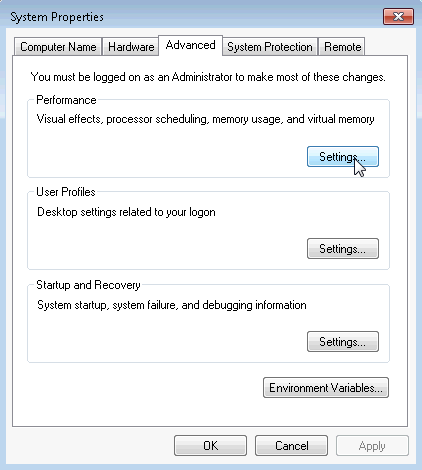 System Properties
Computer Name Hardware Advanced System Protection Remote
You must be logged on as an Administrator to make most of these changes.
Performance
Visual effects, processor scheduling, memory usage, and virtual memory
Settings...
User Profiles
Desktop settings related to your logon
Settings...
Startup and Recovery
System startup, system failure, and debugging information
Settings...
Environment Variables...
OK Cancel Apply